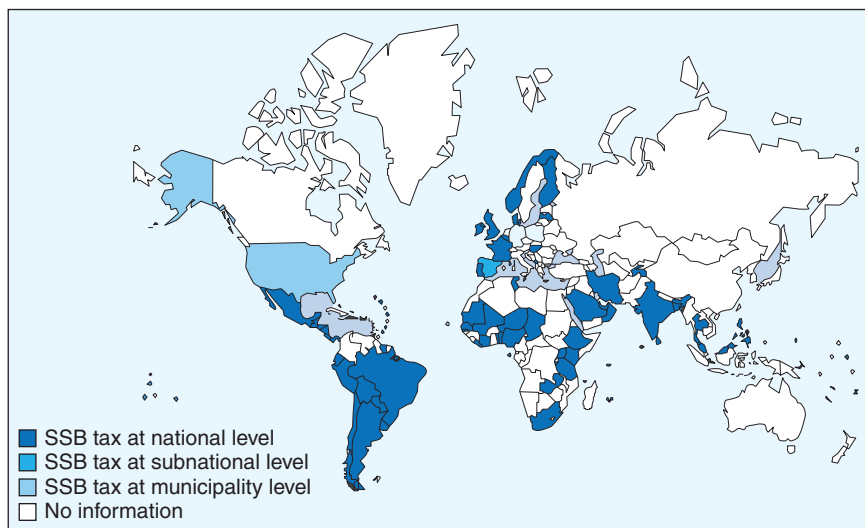 SSB tax at national level
SSB tax at subnational level
SSB tax at municipality level
No information